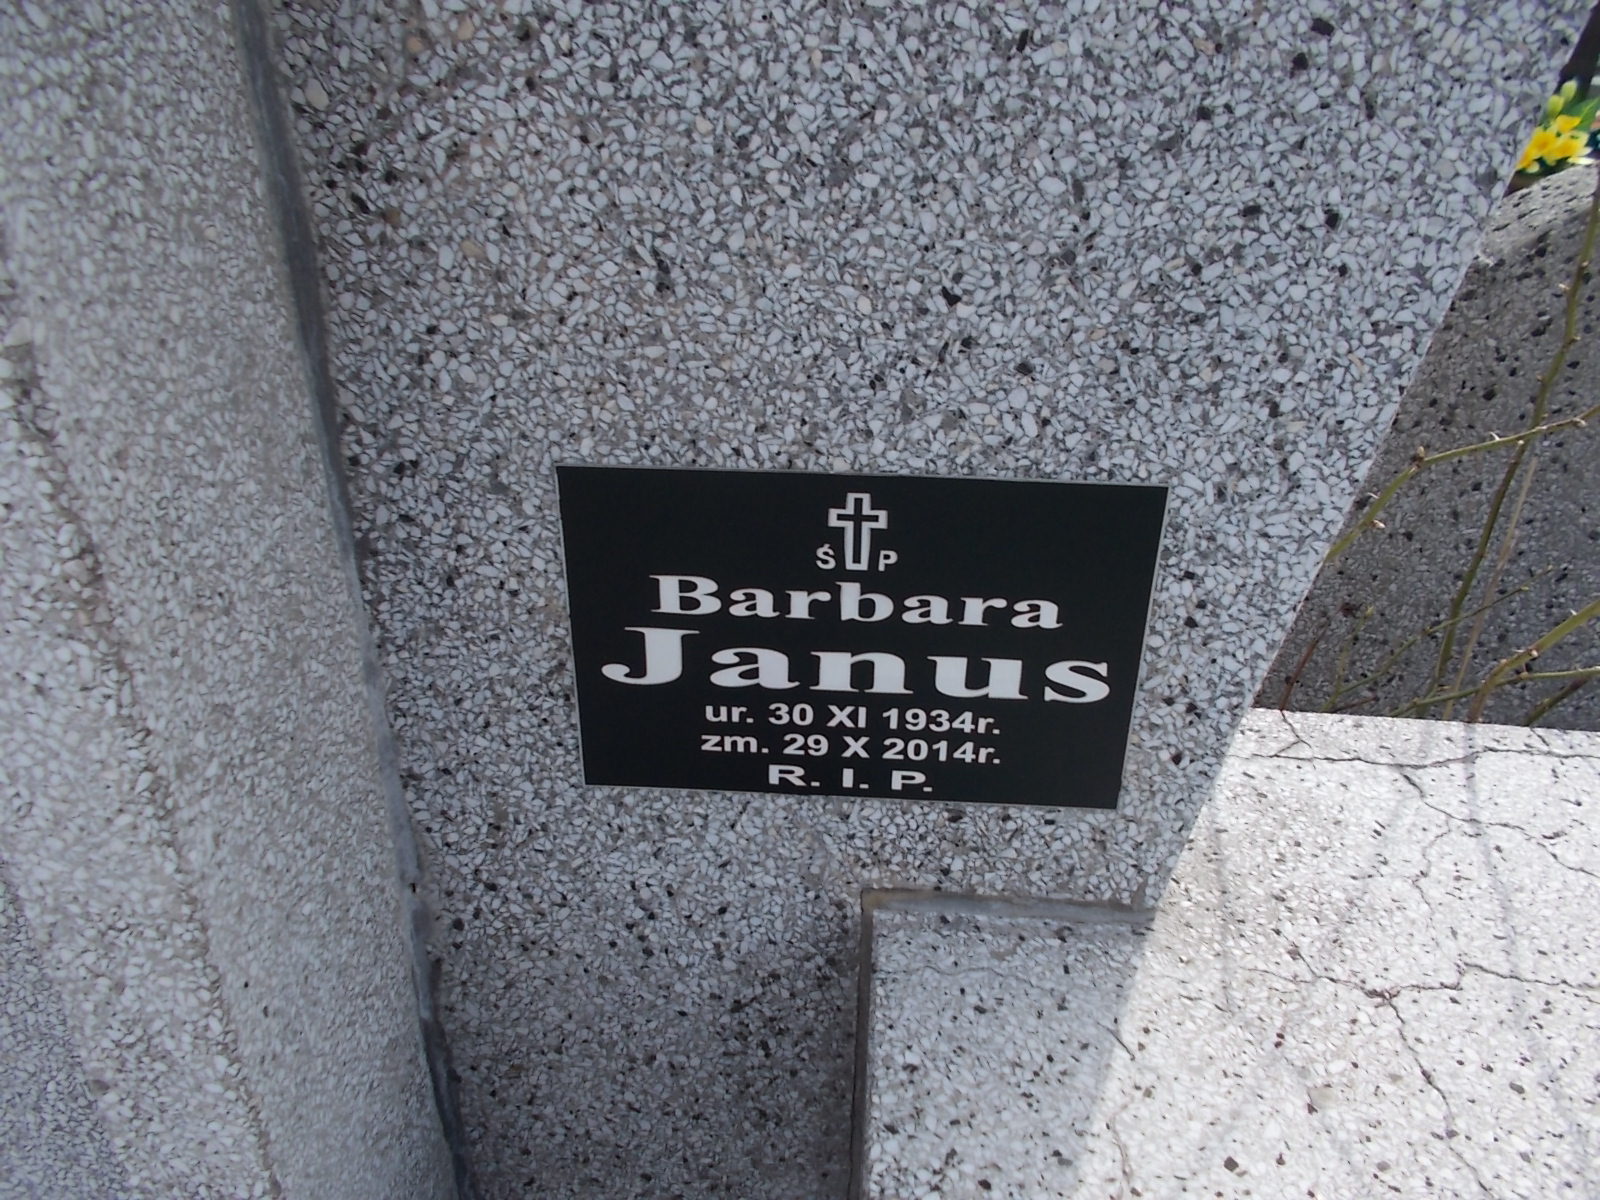 Ś P
Barbara
Janus
ur. 30 XI 1934r.
zm. 29 X 2014r.
R. I. P.